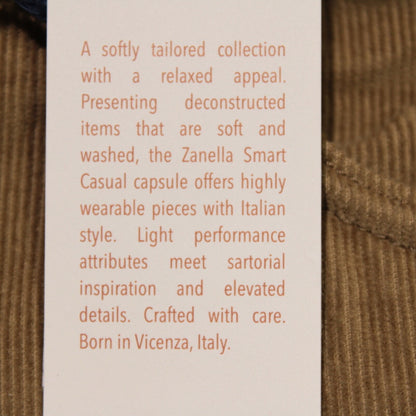 A softly tailored collection
with a relaxed appeal.
Presenting deconstructed
items that are soft and
washed, the Zanella Smart
Casual capsule offers highly
wearable pieces with Italian
style. Light performance
attributes meet sartorial
inspiration and elevated
details. Crafted with care.
Born in Vicenza, Italy.